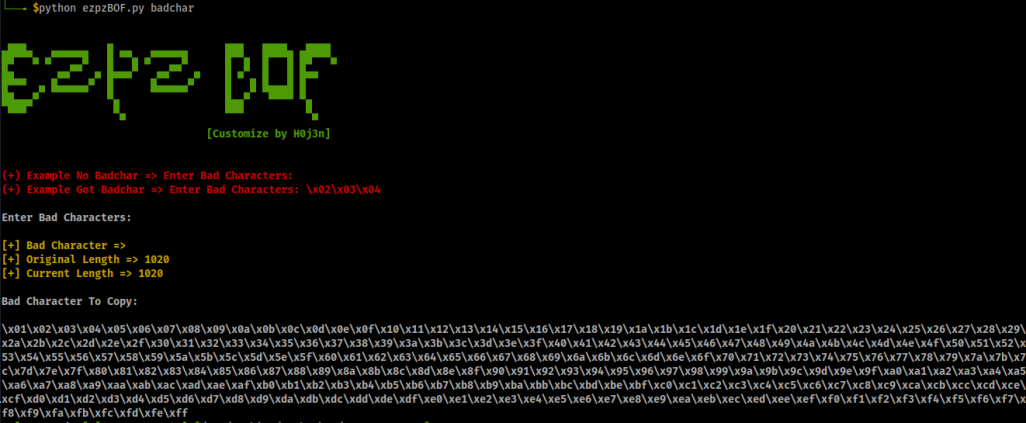 $python ezpzBOF.py badchar
Ezpz BOF
[Customize by H0j3n]
(+) Example No Badchar => Enter Bad Characters:
(+) Example Got Badchar => Enter Bad Characters: \x02\x03\x04
Enter Bad Characters:
[+] Bad Character =>
[+] Original Length => 1020
[+] Current Length => 1020
Bad Character To Copy:
\x01\x02\x03\x04\x05\x06\x07\x08\x09\x0a\x0b\x0c\x0d\x0e\x0f\x10\x11\x12\x13\x14\x15\x16\x17\x18\x19\x1a\x1b\x1c\x1d\x1e\x1f\x20\x21\x22\x23\x24\x25\x26\x27\x28\x29\
x2a\x2b\x2c\x2d\x2e\x2f\x30\x31\x32\x33\x34\x35\x36\x37\x38\x39\x3a\x3b\x3c\x3d\x3e\x3f\x40\x41\x42\x43\x44\x45\x46\x47\x48\x49\x4a\x4b\x4c\x4d\x4e\x4f\x50\x51\x52\x
53\x54\x55\x56\x57\x58\x59\x5a\x5b\x5c\x5d\x5e\x5f\x60\x61\x62\x63\x64\x65\x66\x67\x68\x69\x6a\x6b\x6c\x6d\x6e\x6f\x70\x71\x72\x73\x74\x75\x76\x77\x78\x79\x7a\x7b\x7
c\x7d\x7e\x7f\x80\x81\x82\x83\x84\x85\x86\x87\x88\x89\x8a\x8b\x8c\x8d\x8e\x8f\x90\x91\x92\x93\x94\x95\x96\x97\x98\x99\x9a\x9b\x9c\x9d\x9e\x9f\xa0\xa1\xa2\xa3\xa4\xa5
\xa6\xa7\xa8\xa9\xaa\xab\xac\xad\xae\xaf\xb0\xb1\xb2\xb3\xb4\xb5\xb6\xb7\xb8\xb9\xba\xbb\xbc\xbd\xbe\xbf\xc0\xc1\xc2\xc3\xc4\xc5\xc6\xc7\xc8\xc9\xca\xcb\xcc\xcd\xce\
xcf\xd0\xd1\xd2\xd3\xd4\xd5\xd6\xd7\xd8\xd9\xda\xdb\xdc\xdd\xde\xdf\xe0\xe1\xe2\xe3\xe4\xe5\xe6\xe7\xe8\xe9\xea\xeb\xec\xed\xee\xef\xf0\xf1\xf2\xf3\xf4\xf5\xf6\xf7\x
f8\xf9\xfa\xfb\xfc\xfd\xfe\xff